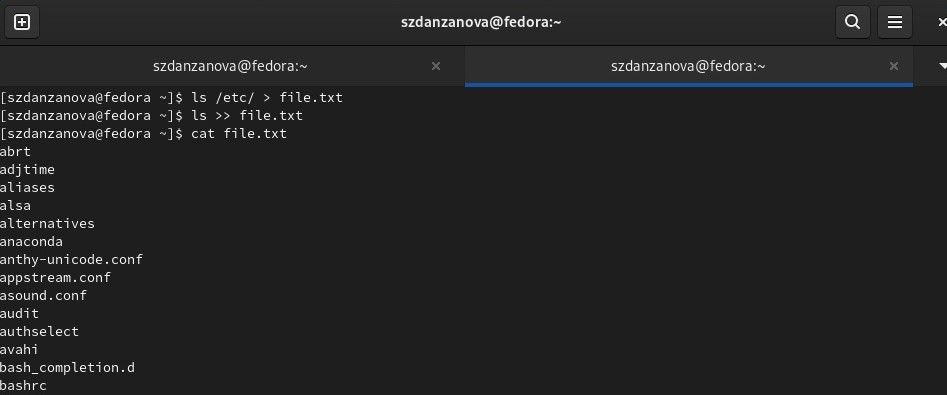 szdanzanova@fedora:~
szdanzanova@fedora:~ szdanzanova@fedora:~
[szdanzanova@fedora ~]$ ls /etc/ > file.txt
[szdanzanova@fedora ~]$ ls >> file.txt
[szdanzanova@fedora ~]$ cat file.txt
abrt
adjtime
aliases
alsa
alternatives
anaconda
anthy-unicode.conf
appstream.conf
asound.conf
audit
authselect
avahi
bash_completion.d
bashrc